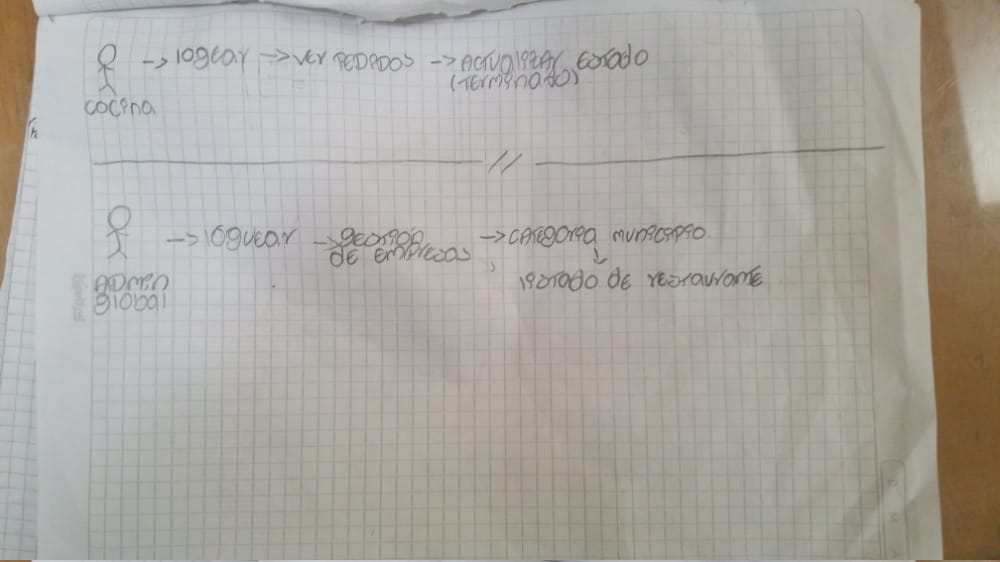 → logear → ver PEDIDOS → ACTUALIZAR ESTADO
(TERMINADO)
cocina
//
→ loguear → gestion → CATEGORIA municipio
de EMPRESAS
ADMIN
global
listado DE restaurante